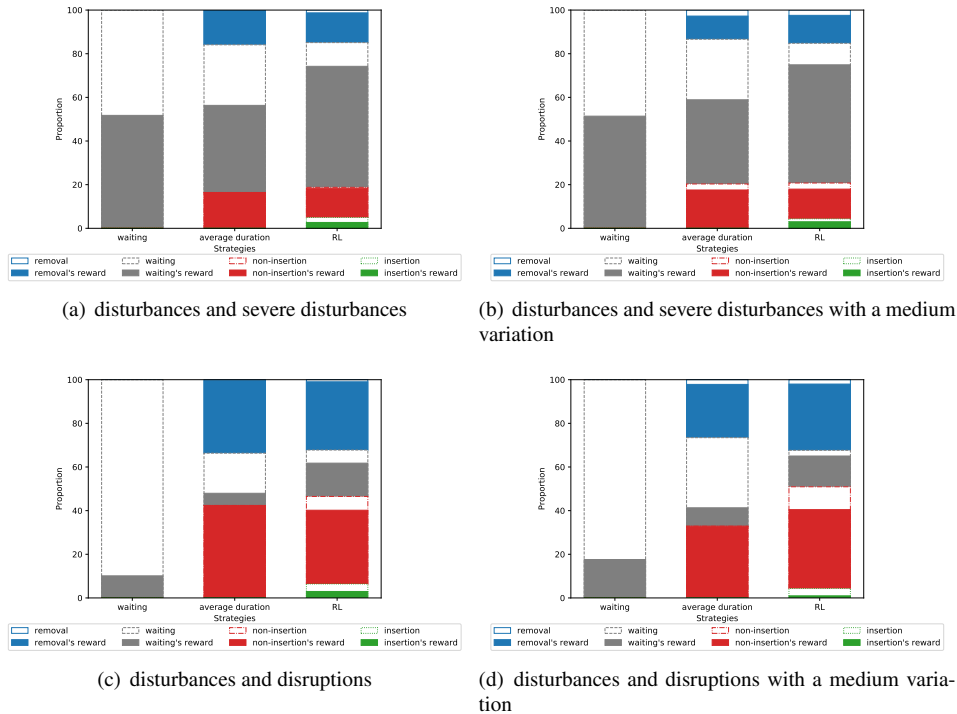 100
80
60
40
20
0
Proportion
waiting average duration RL
Strategies
removal waiting non-insertion insertion
removal's reward waiting's reward non-insertion's reward insertion's reward
(a) disturbances and severe disturbances
100
80
60
40
20
0
Proportion
waiting average duration RL
Strategies
removal waiting non-insertion insertion
removal's reward waiting's reward non-insertion's reward insertion's reward
(b) disturbances and severe disturbances with a medium
variation
100
80
60
40
20
0
Proportion
waiting average duration RL
Strategies
removal waiting non-insertion insertion
removal's reward waiting's reward non-insertion's reward insertion's reward
(c) disturbances and disruptions
100
80
60
40
20
0
Proportion
waiting average duration RL
Strategies
removal waiting non-insertion insertion
removal's reward waiting's reward non-insertion's reward insertion's reward
(d) disturbances and disruptions with a medium varia-
tion